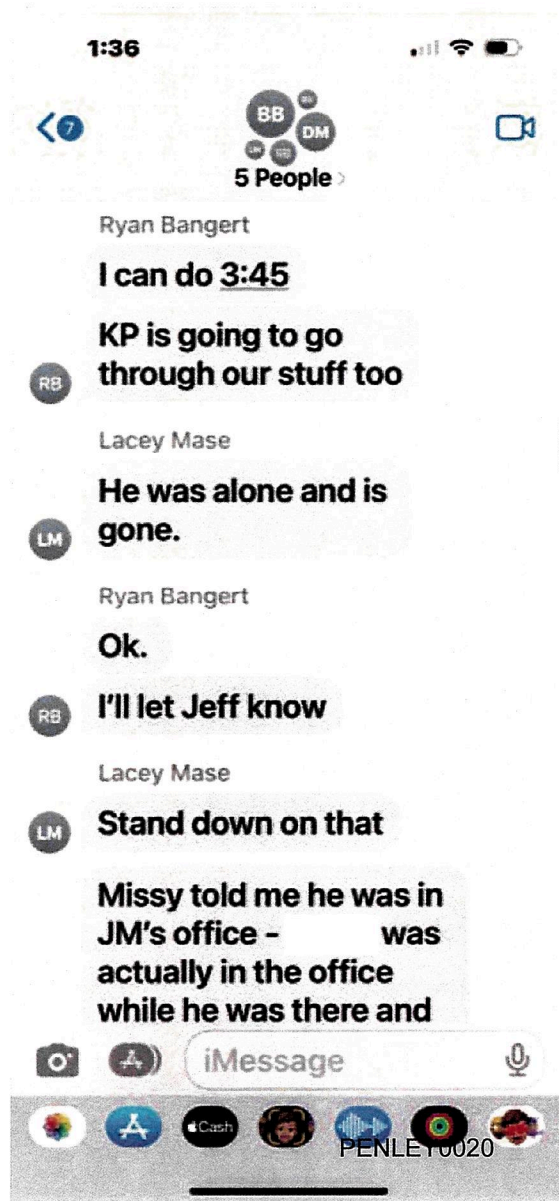 1:36
7
BB
DM
5 People
Ryan Bangert
I can do 3:45
KP is going to go
through our stuff too
RB
Lacey Mase
He was alone and is
gone.
LM
Ryan Bangert
Ok.
I'll let Jeff know
RB
Lacey Mase
Stand down on that
LM
Missy told me he was in
JM's office - was
actually in the office
while he was there and
iMessage
Cash
PENLEY0020